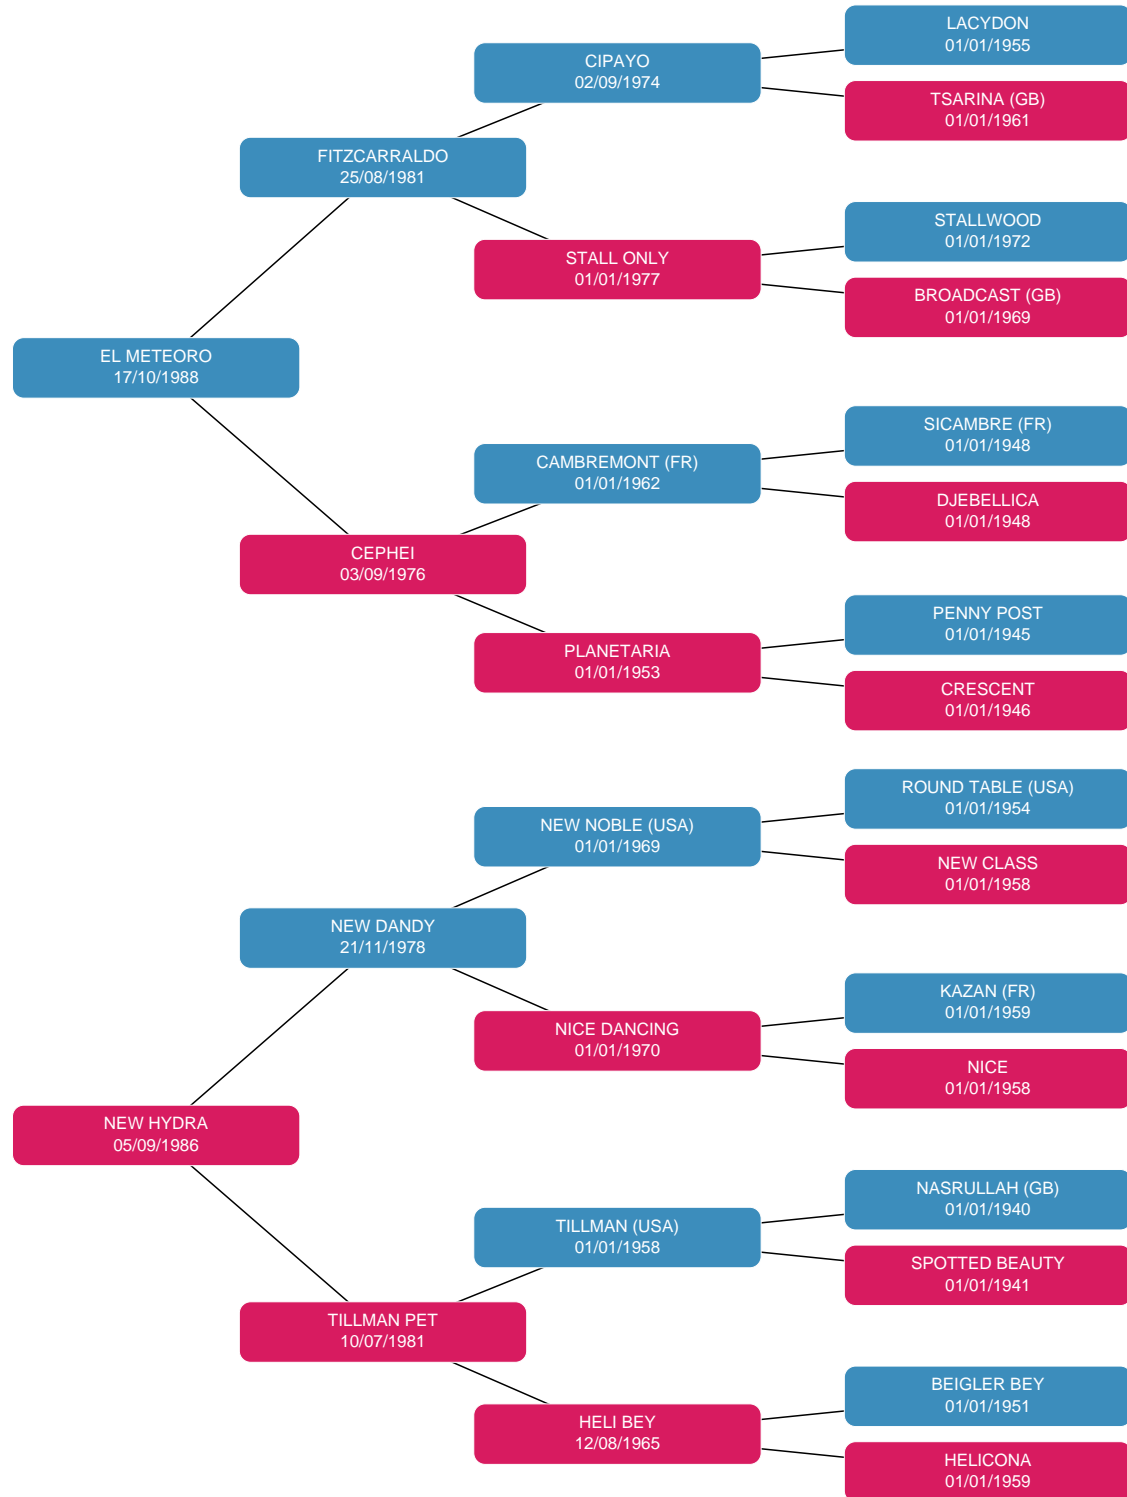 LACYDON
01/01/1955
CIPAYO
02/09/1974
TSARINA (GB)
01/01/1961
FITZCARRALDO
25/08/1981
STALLWOOD
01/01/1972
STALL ONLY
01/01/1977
BROADCAST (GB)
01/01/1969
EL METEORO
17/10/1988
SICAMBRE (FR)
01/01/1948
CAMBREMONT (FR)
01/01/1962
DJEBELLICA
01/01/1948
CEPHEI
03/09/1976
PENNY POST
01/01/1945
PLANETARIA
01/01/1953
CRESCENT
01/01/1946
ROUND TABLE (USA)
01/01/1954
NEW NOBLE (USA)
01/01/1969
NEW CLASS
01/01/1958
NEW DANDY
21/11/1978
KAZAN (FR)
01/01/1959
NICE DANCING
01/01/1970
NICE
01/01/1958
NEW HYDRA
05/09/1986
NASRULLAH (GB)
01/01/1940
TILLMAN (USA)
01/01/1958
SPOTTED BEAUTY
01/01/1941
TILLMAN PET
10/07/1981
BEIGLER BEY
01/01/1951
HELI BEY
12/08/1965
HELICONA
01/01/1959